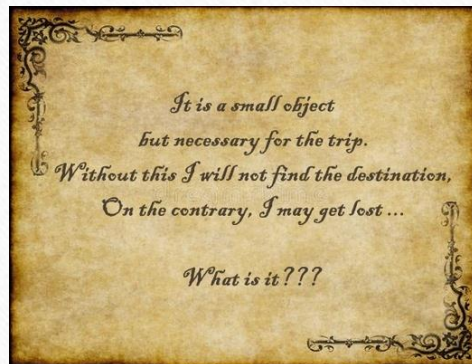 It is a small object
but necessary for the trip.
Without this I will not find the destination,
On the contrary, I may get lost ...
What is it ???